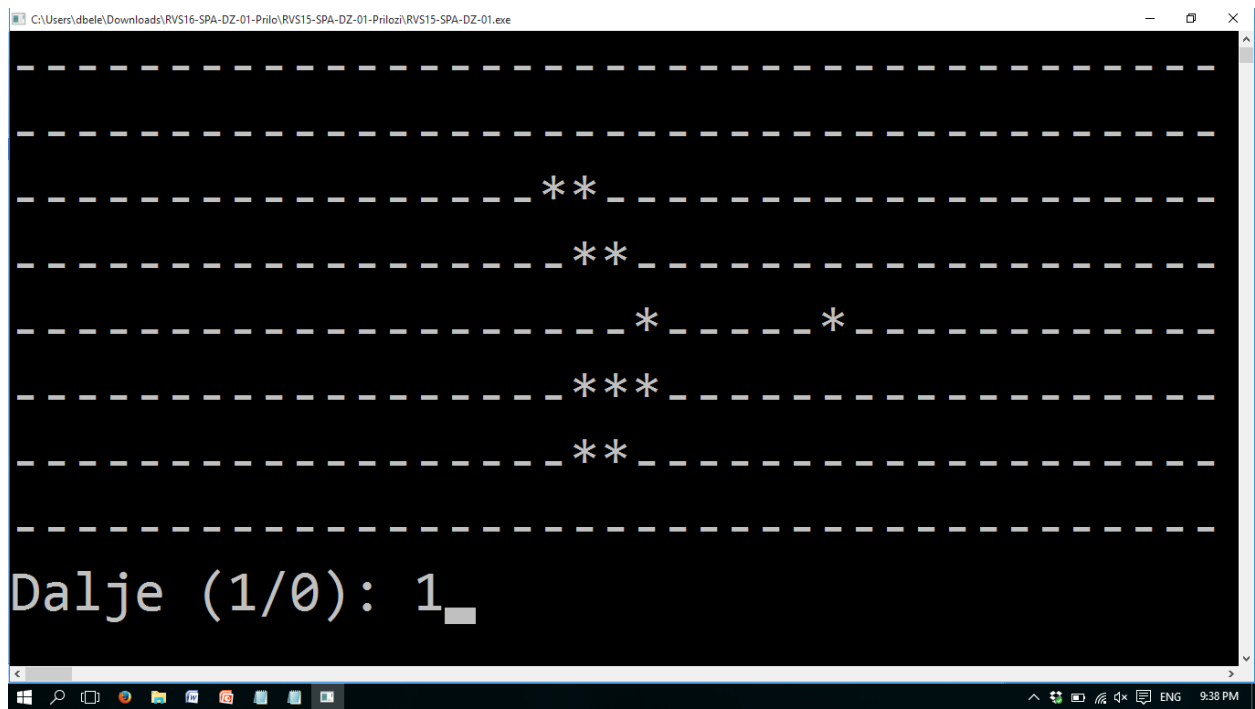 C:\Users\dbele\Downloads\RVS16-SPA-DZ-01-Prilo\RVS15-SPA-DZ-01-Prilozi\RVS15-SPA-DZ-01.exe
---------------------------------------
---------------------------------------
-----------------**--------------------
------------------**-------------------
--------------------*-----*------------
------------------***------------------
------------------**-------------------
---------------------------------------
Dalje (1/0): 1
ENG 9:38 PM